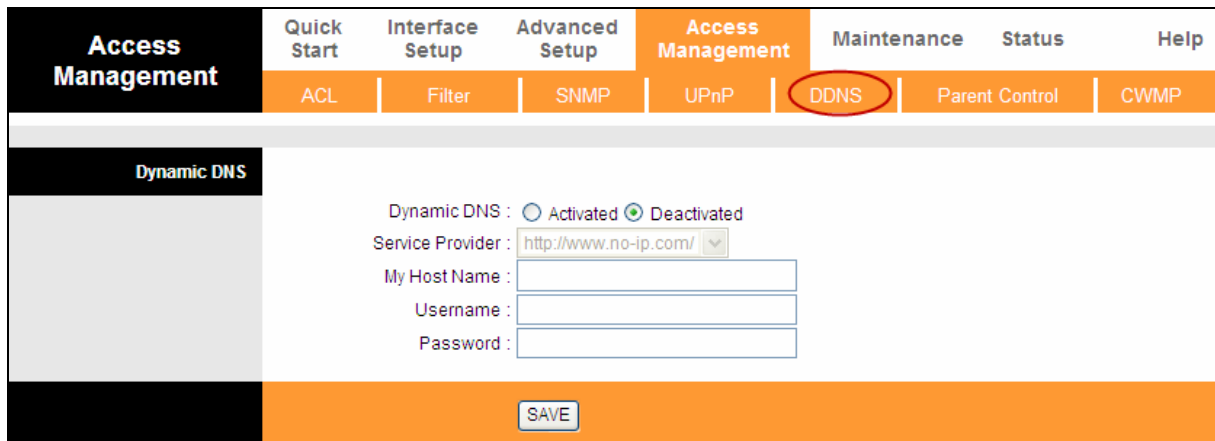 Access Management
Quick Start
Interface Setup
Advanced Setup
Access Management
Maintenance
Status
Help
ACL
Filter
SNMP
UPnP
DDNS
Parent Control
CWMP
Dynamic DNS
Dynamic DNS : Activated Deactivated
Service Provider : http://www.no-ip.com/
My Host Name :
Username :
Password :
SAVE